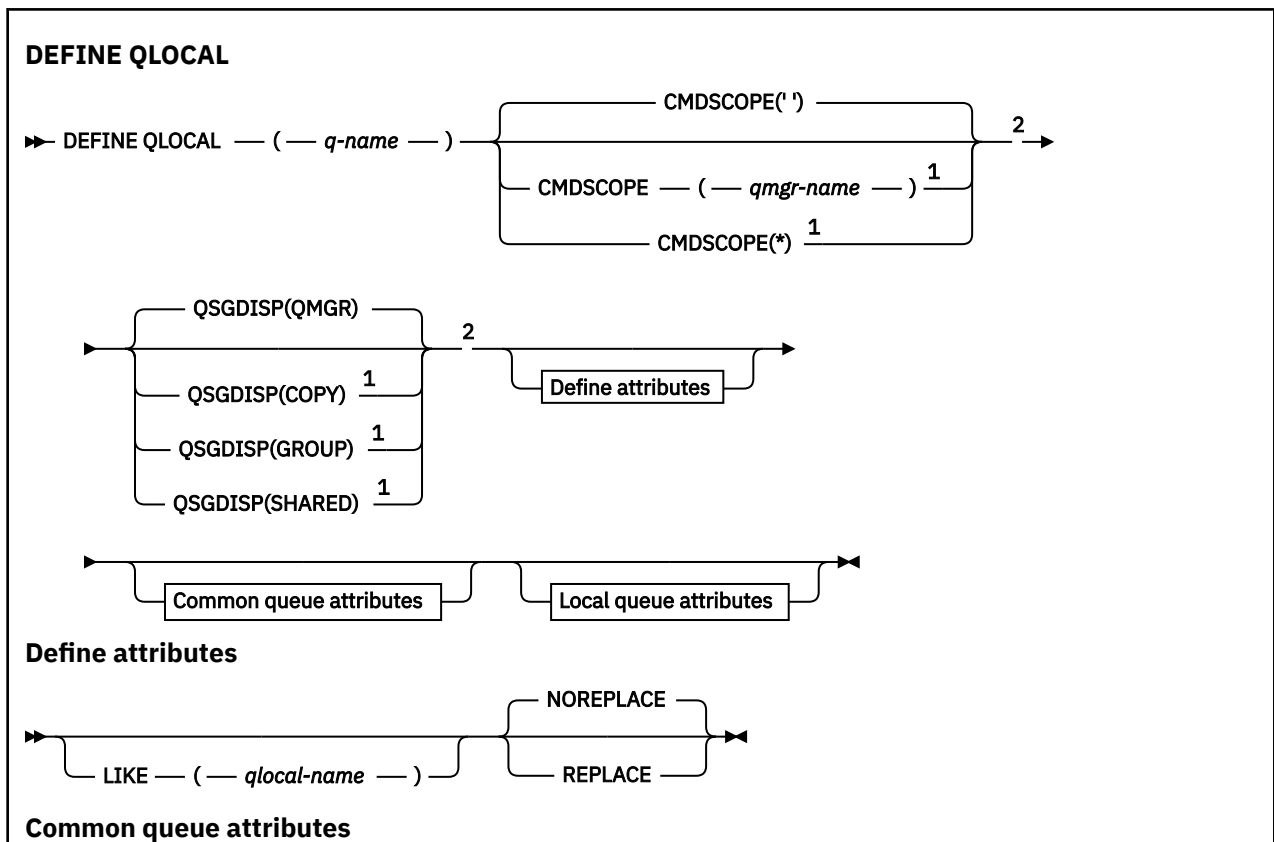 DEFINE QLOCAL
CMDSCOPE(' ')
DEFINE QLOCAL ( q-name ) 2
CMDSCOPE ( qmgr-name ) 1
CMDSCOPE(*) 1
QSGDISP(QMGR)
2
QSGDISP(COPY) 1
Define attributes
QSGDISP(GROUP) 1
QSGDISP(SHARED) 1
Common queue attributes Local queue attributes
Define attributes
NOREPLACE
LIKE ( qlocal-name ) REPLACE
Common queue attributes